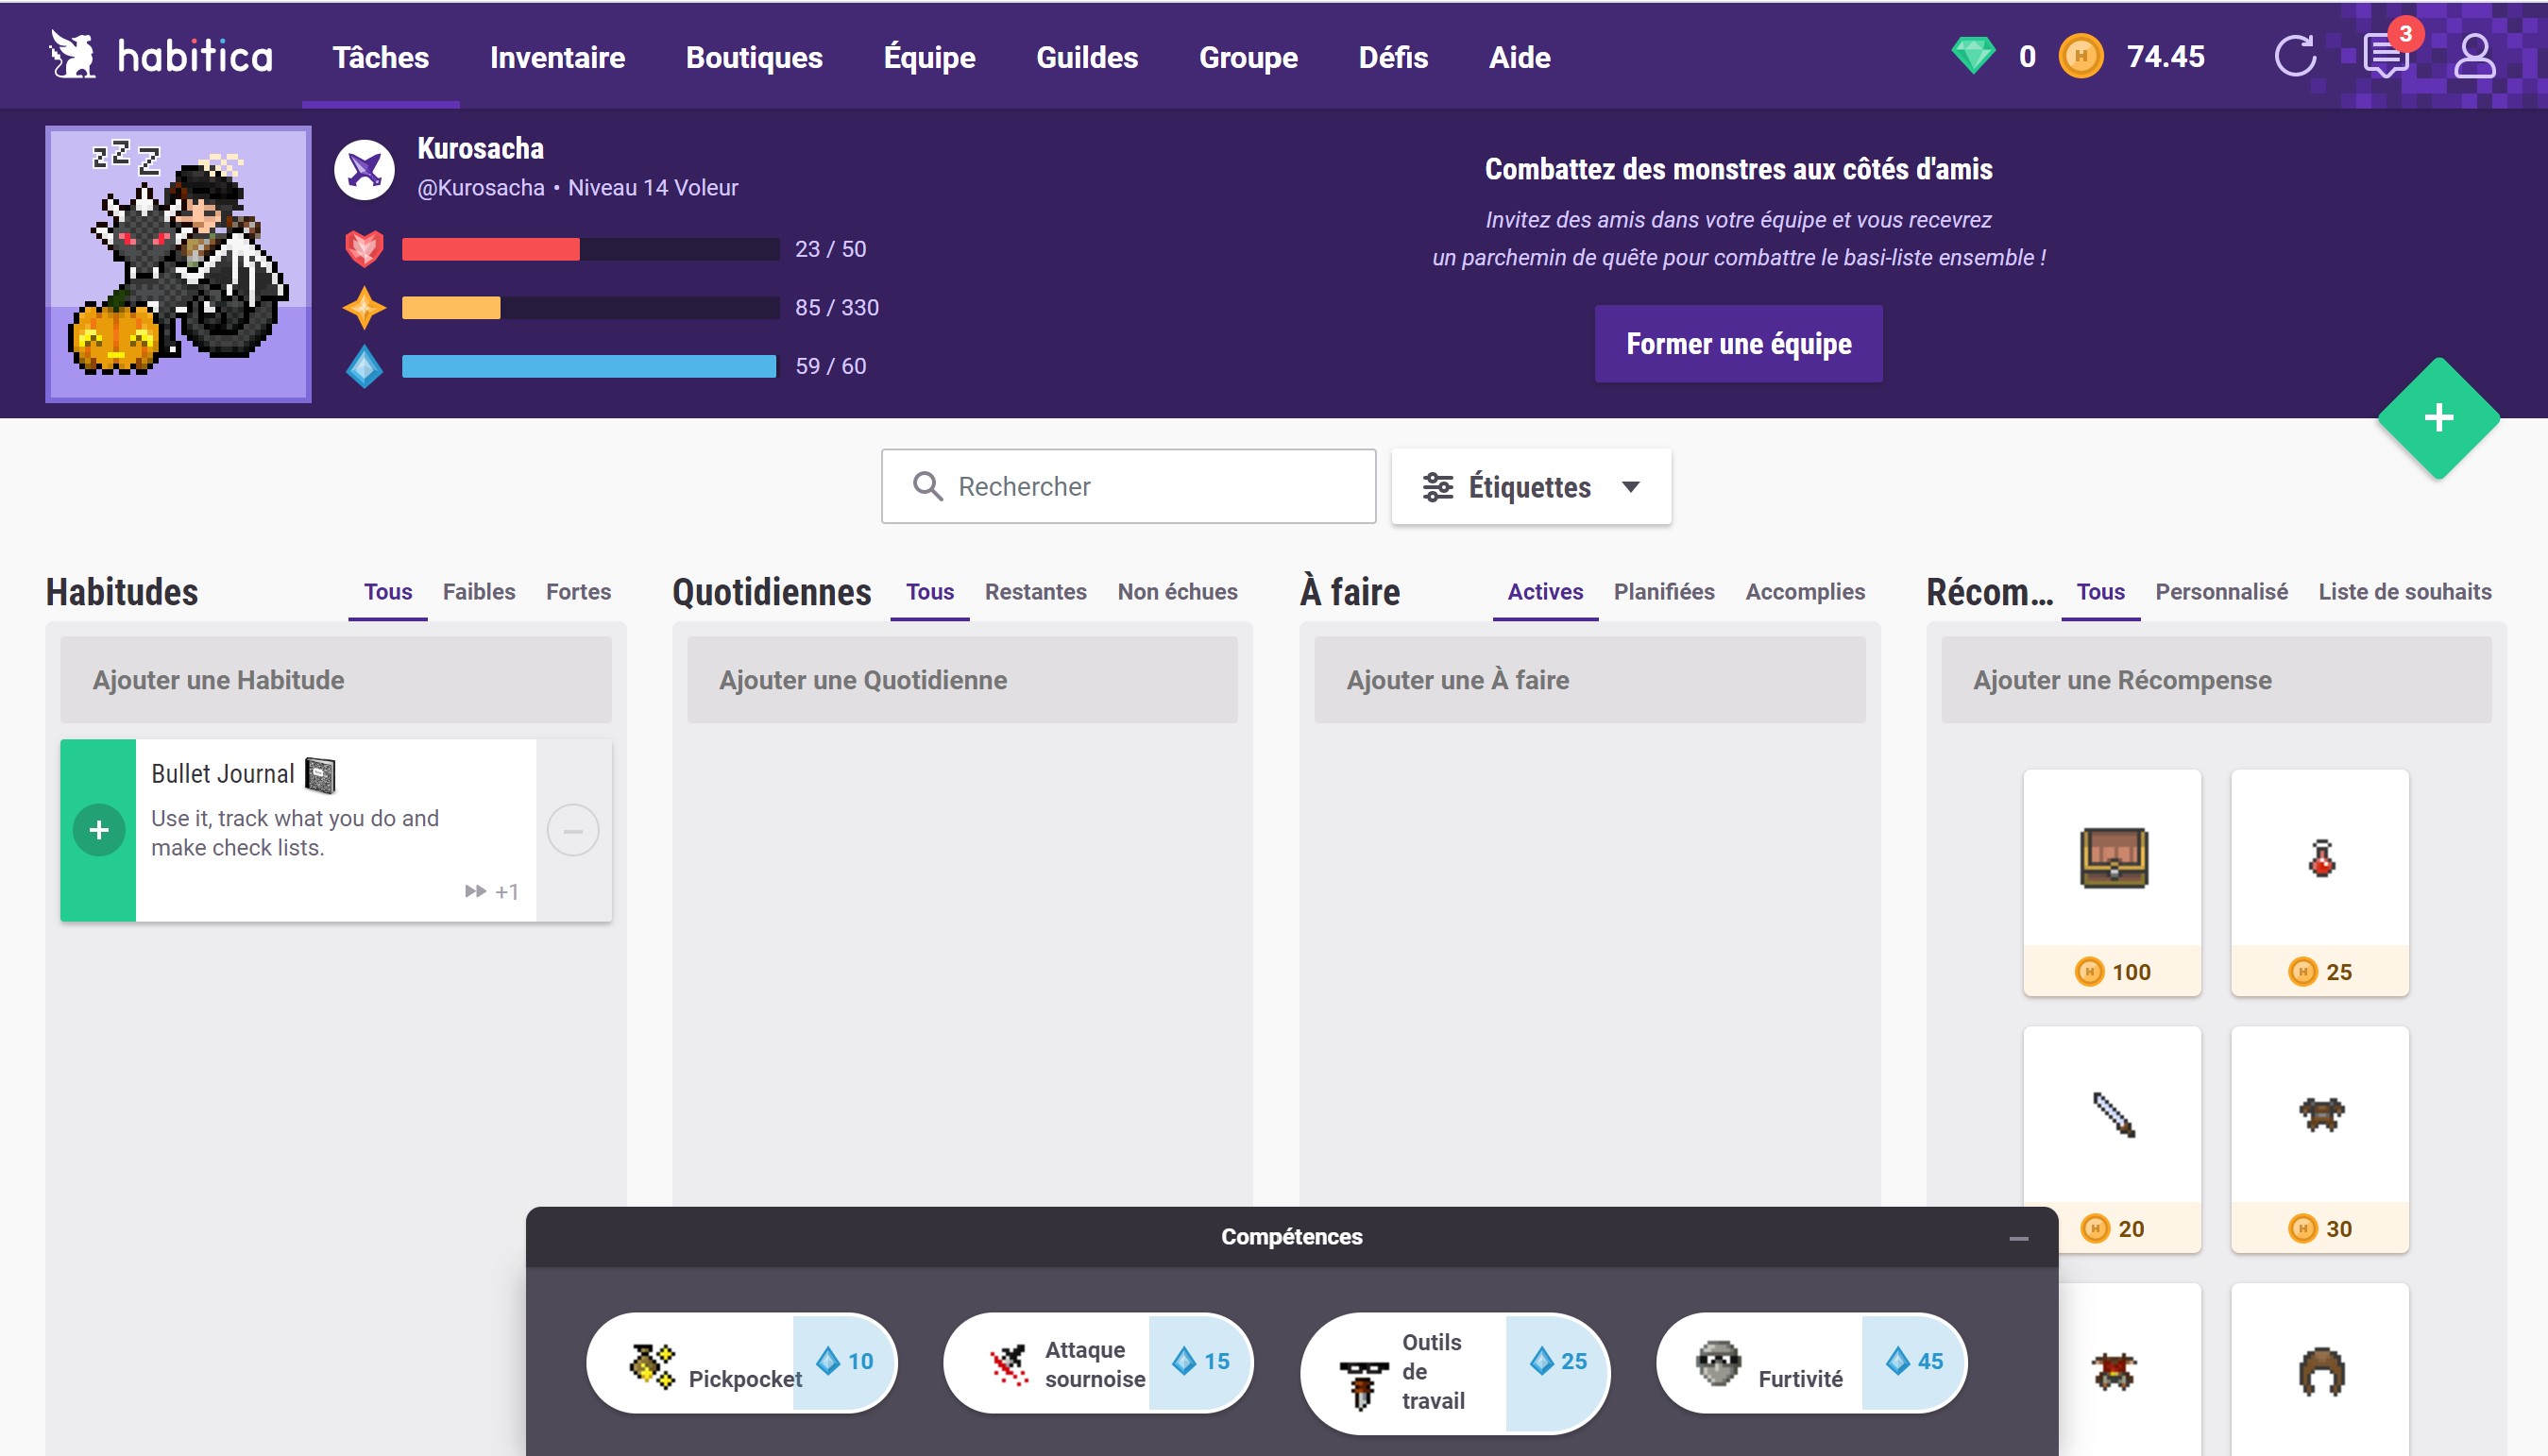 habitica Tâches Inventaire Boutiques Équipe Guildes Groupe Défis Aide 0 74.45 3
z z z
Kurosacha
@Kurosacha • Niveau 14 Voleur
23 / 50
85 / 330
59 / 60
Combattez des monstres aux côtés d'amis
Invitez des amis dans votre équipe et vous recevrez
un parchemin de quête pour combattre le basi-liste ensemble !
Former une équipe
Rechercher
Étiquettes
Habitudes Tous Faibles Fortes
Ajouter une Habitude
Bullet Journal
Use it, track what you do and
make check lists.
+1
Quotidiennes Tous Restantes Non échues
Ajouter une Quotidienne
À faire Actives Planifiées Accomplies
Ajouter une À faire
Récom... Tous Personnalisé Liste de souhaits
Ajouter une Récompense
100 25
20 30
Compétences
Pickpocket 10
Attaque
sournoise 15
Outils
de
travail 25
Furtivité 45